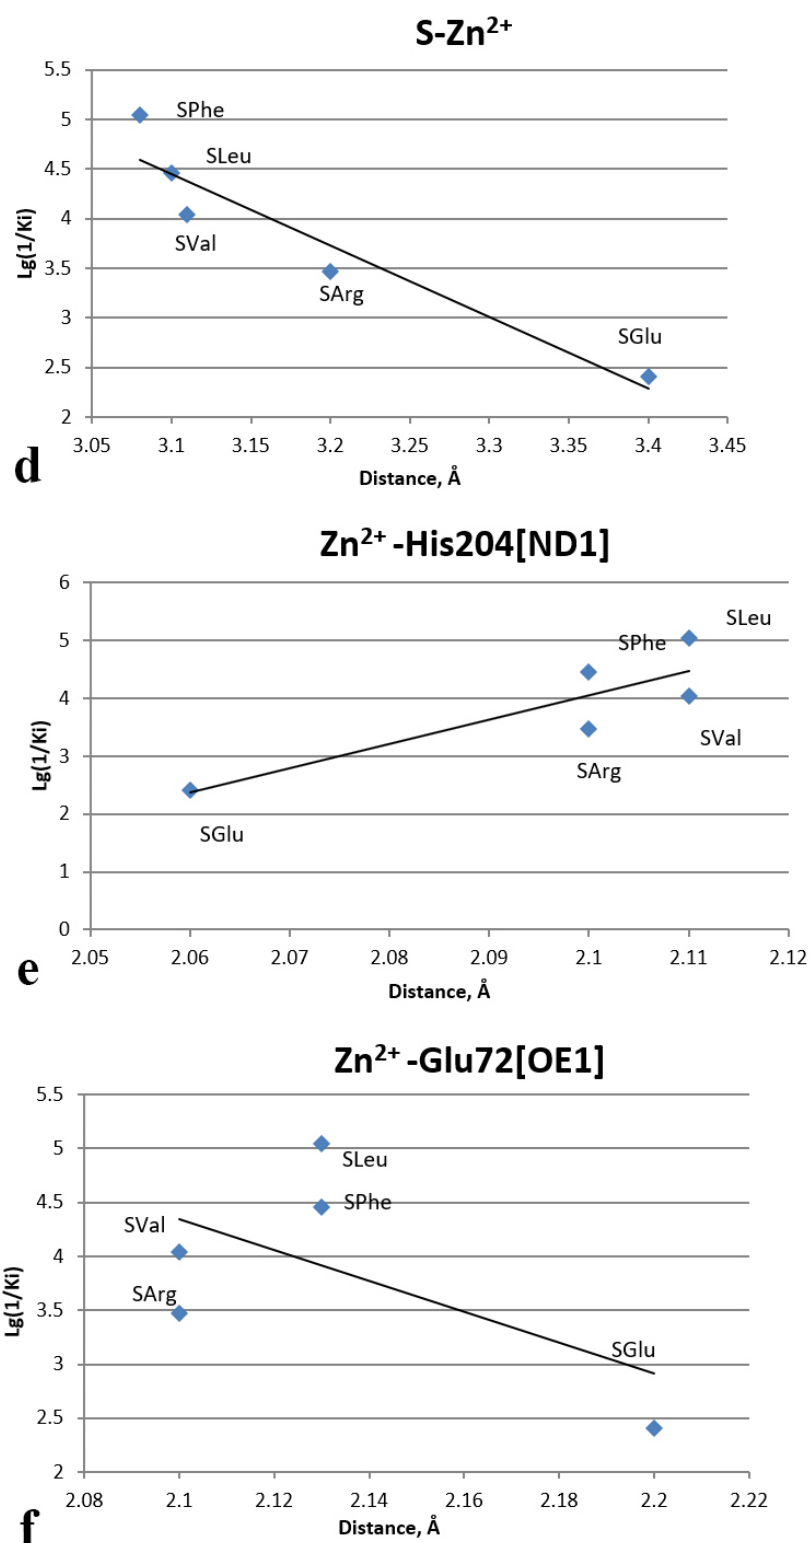 S-Zn2+
5.5
5
4.5
4
3.5
3
2.5
2
Lg(1/Ki)
SPhe
SLeu
SVal
SArg
SGlu
3.05 3.1 3.15 3.2 3.25 3.3 3.35 3.4 3.45
Distance, Å
d
Zn2+ -His204[ND1]
6
5
4
3
2
1
0
Lg(1/Ki)
SLeu
SPhe
SVal
SArg
SGlu
2.05 2.06 2.07 2.08 2.09 2.1 2.11 2.12
Distance, Å
e
Zn2+ -Glu72[OE1]
5.5
5
4.5
4
3.5
3
2.5
2
Lg(1/Ki)
SLeu
SPhe
SVal
SArg
SGlu
2.08 2.1 2.12 2.14 2.16 2.18 2.2 2.22
Distance, Å
f